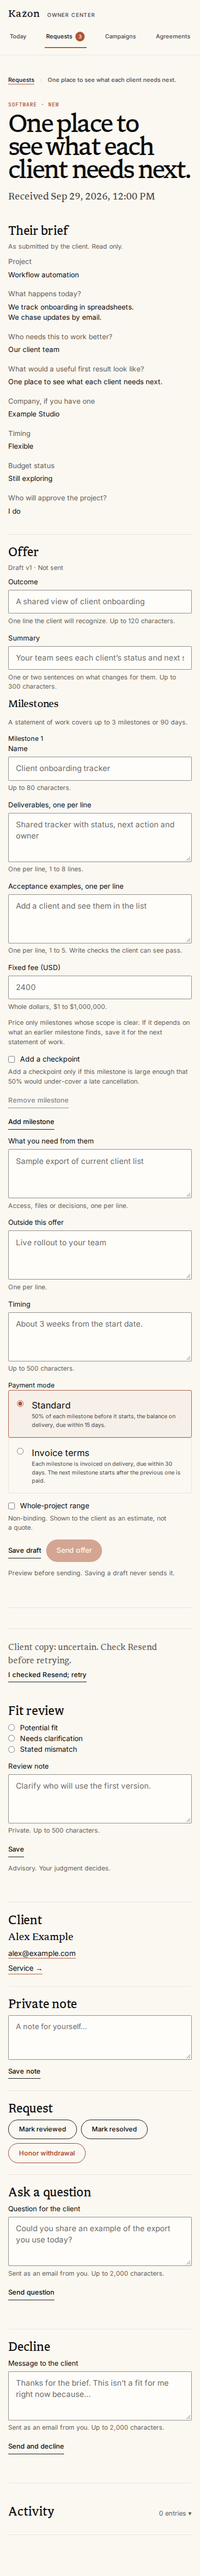 Kazon OWNER CENTER
Today Requests 3 Campaigns Agreements
Requests One place to see what each client needs next.
SOFTWARE · NEW
One place to
see what each
client needs next.
Received Sep 29, 2026, 12:00 PM
Their brief
As submitted by the client. Read only.
Project
Workflow automation
What happens today?
We track onboarding in spreadsheets.
We chase updates by email.
Who needs this to work better?
Our client team
What would a useful first result look like?
One place to see what each client needs next.
Company, if you have one
Example Studio
Timing
Flexible
Budget status
Still exploring
Who will approve the project?
I do
Offer
Draft v1 · Not sent
Outcome
A shared view of client onboarding
One line the client will recognize. Up to 120 characters.
Summary
Your team sees each client's status and next s
One or two sentences on what changes for them. Up to
300 characters.
Milestones
A statement of work covers up to 3 milestones or 90 days.
Milestone 1
Name
Client onboarding tracker
Up to 80 characters.
Deliverables, one per line
Shared tracker with status, next action and
owner
One per line, 1 to 8 lines.
Acceptance examples, one per line
Add a client and see them in the list
One per line, 1 to 5. Write checks the client can see pass.
Fixed fee (USD)
2400
Whole dollars, $1 to $1,000,000.
Price only milestones whose scope is clear. If it depends on
what an earlier milestone finds, save it for the next
statement of work.
Add a checkpoint
Add a checkpoint only if this milestone is large enough that
50% would under-cover a late cancellation.
Remove milestone
Add milestone
What you need from them
Sample export of current client list
Access, files or decisions, one per line.
Outside this offer
Live rollout to your team
One per line.
Timing
About 3 weeks from the start date.
Up to 500 characters.
Payment mode
Standard
50% of each milestone before it starts, the balance on
delivery, due within 15 days.
Invoice terms
Each milestone is invoiced on delivery, due within 30
days. The next milestone starts after the previous one is
paid.
Whole-project range
Non-binding. Shown to the client as an estimate, not
a quote.
Save draft Send offer
Preview before sending. Saving a draft never sends it.
Client copy: uncertain. Check Resend
before retrying.
I checked Resend; retry
Fit review
Potential fit
Needs clarification
Stated mismatch
Review note
Clarify who will use the first version.
Private. Up to 500 characters.
Save
Advisory. Your judgment decides.
Client
Alex Example
alex@example.com
Service →
Private note
A note for yourself...
Save note
Request
Mark reviewed Mark resolved
Honor withdrawal
Ask a question
Question for the client
Could you share an example of the export
you use today?
Sent as an email from you. Up to 2,000 characters.
Send question
Decline
Message to the client
Thanks for the brief. This isn't a fit for me
right now because...
Sent as an email from you. Up to 2,000 characters.
Send and decline
Activity 0 entries ▾